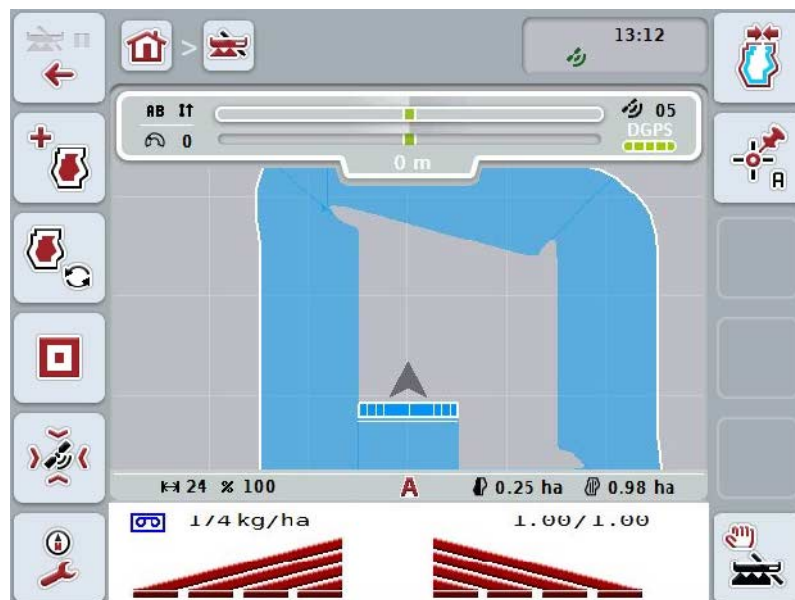 >
13:12
AB
05
0
DGPS
0 m
A
24 % 100
A
0.25 ha
0.98 ha
174 kg/ha
1.00/1.00